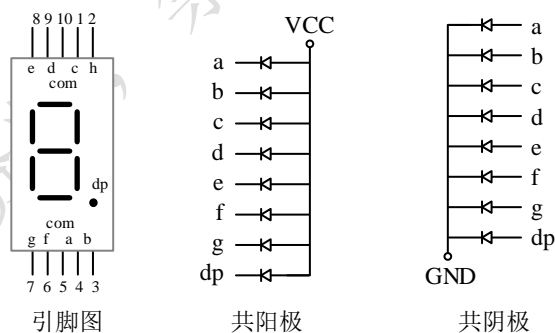 8 9 10 1 2
e d c h
com
dp
com
g f a b
7 6 5 4 3
引脚图
VCC
a
b
c
d
e
f
g
dp
共阳极
a
b
c
d
e
f
g
dp
GND
共阴极